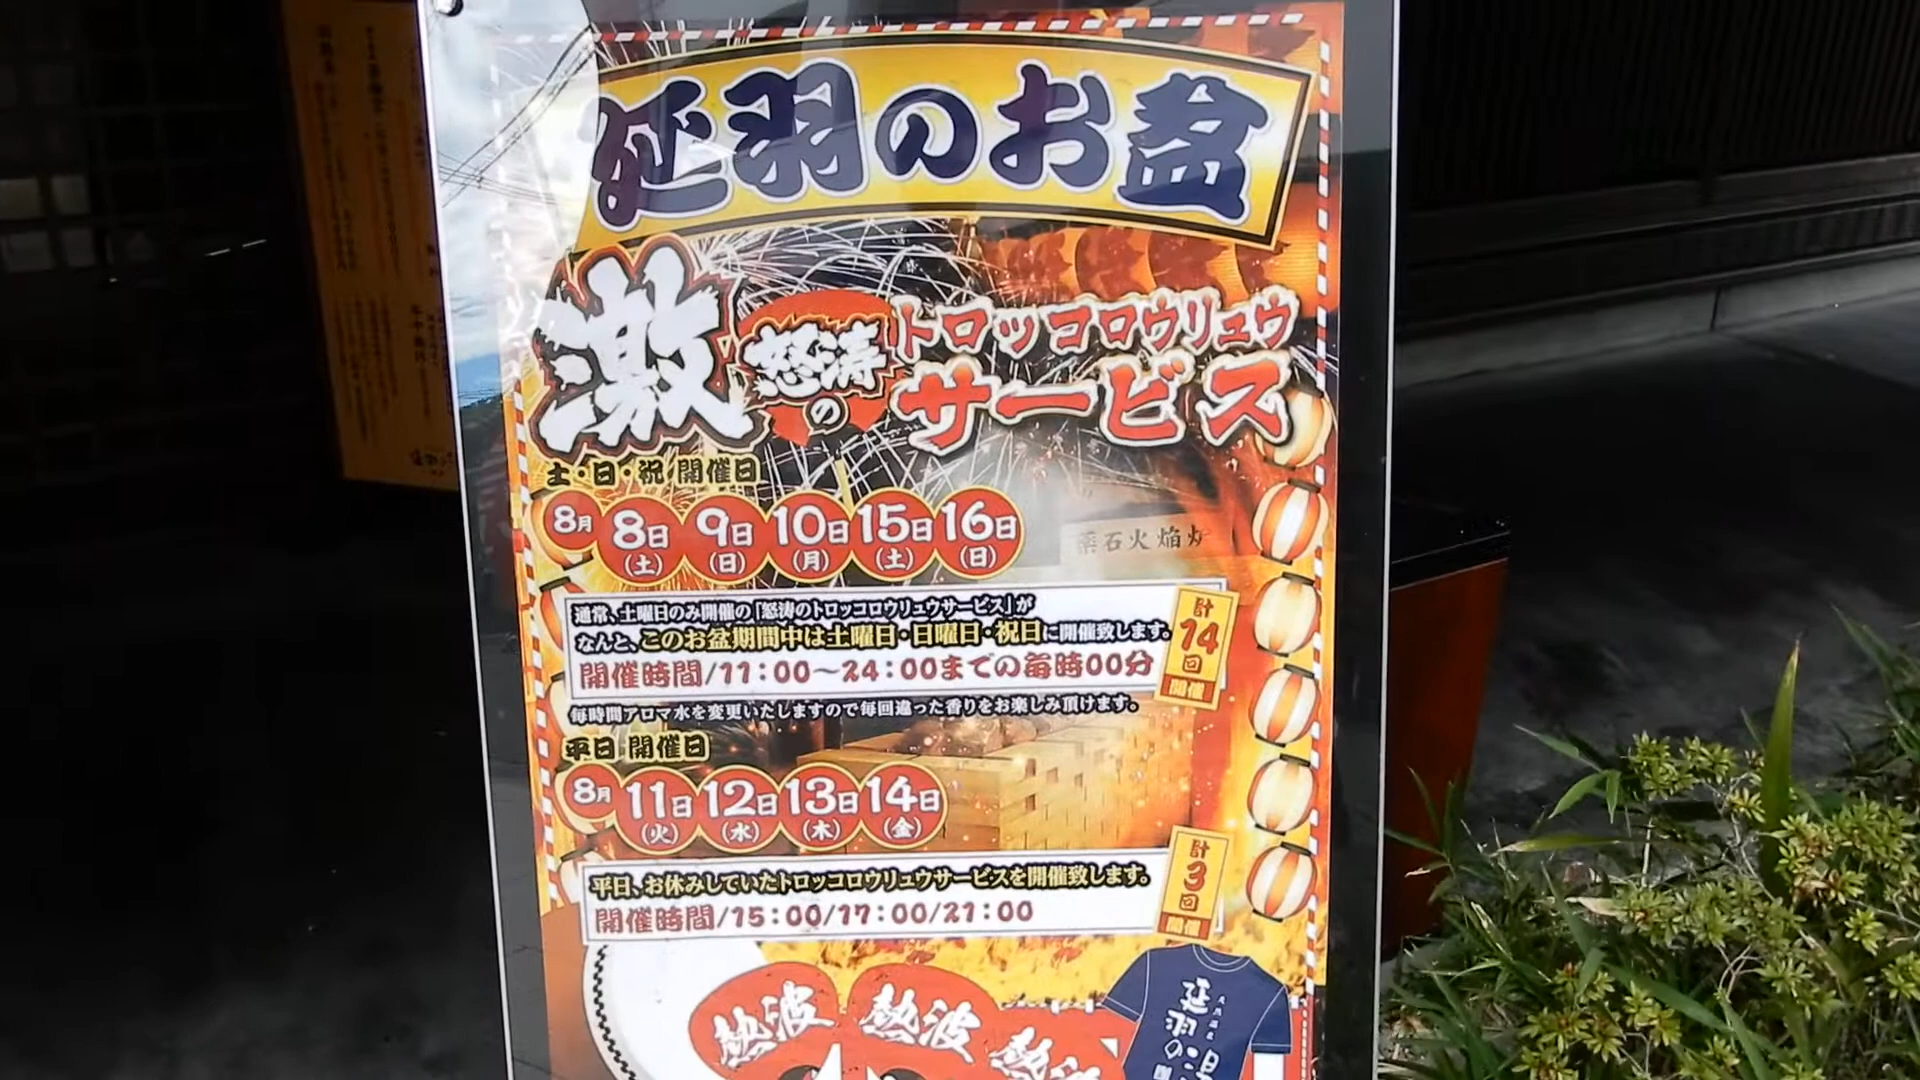 延羽のお盆
激 怒涛の トロッコロウリュウ
サービス
土・日・祝 開催日
8月 8日(土) 9日(日) 10日(月) 15日(土) 16日(日)
薬石火焔炉
通常、土曜日のみ開催の「怒涛のトロッコロウリュウサービス」が
なんと、このお盆期間中は土曜日・日曜日・祝日に開催致します。
開催時間/11:00～24:00までの毎時00分
計14回開催
毎時間アロマ水を変更いたしますので毎回違った香りをお楽しみ頂けます。
平日 開催日
8月 11日(火) 12日(水) 13日(木) 14日(金)
平日、お休みしていたトロッコロウリュウサービスを開催致します。
開催時間/15:00/17:00/21:00
計3回開催
熱波 熱波 熱波
天然温泉
延羽の湯